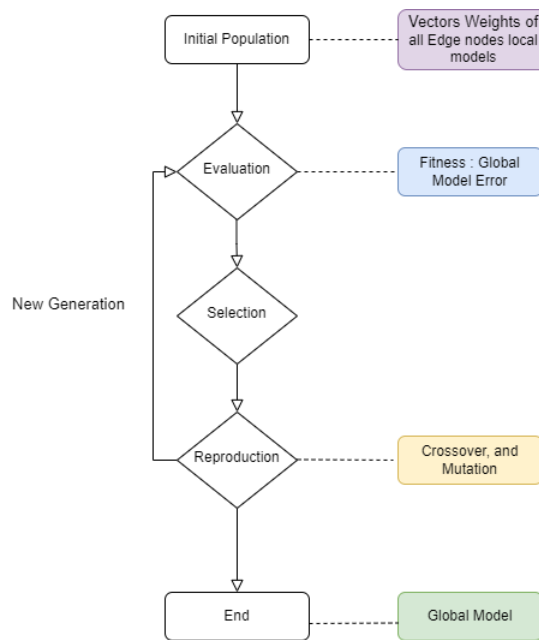 Initial Population
Vectors Weights of
all Edge nodes local
models
Evaluation
Fitness : Global
Model Error
New Generation
Selection
Reproduction
Crossover, and
Mutation
End
Global Model